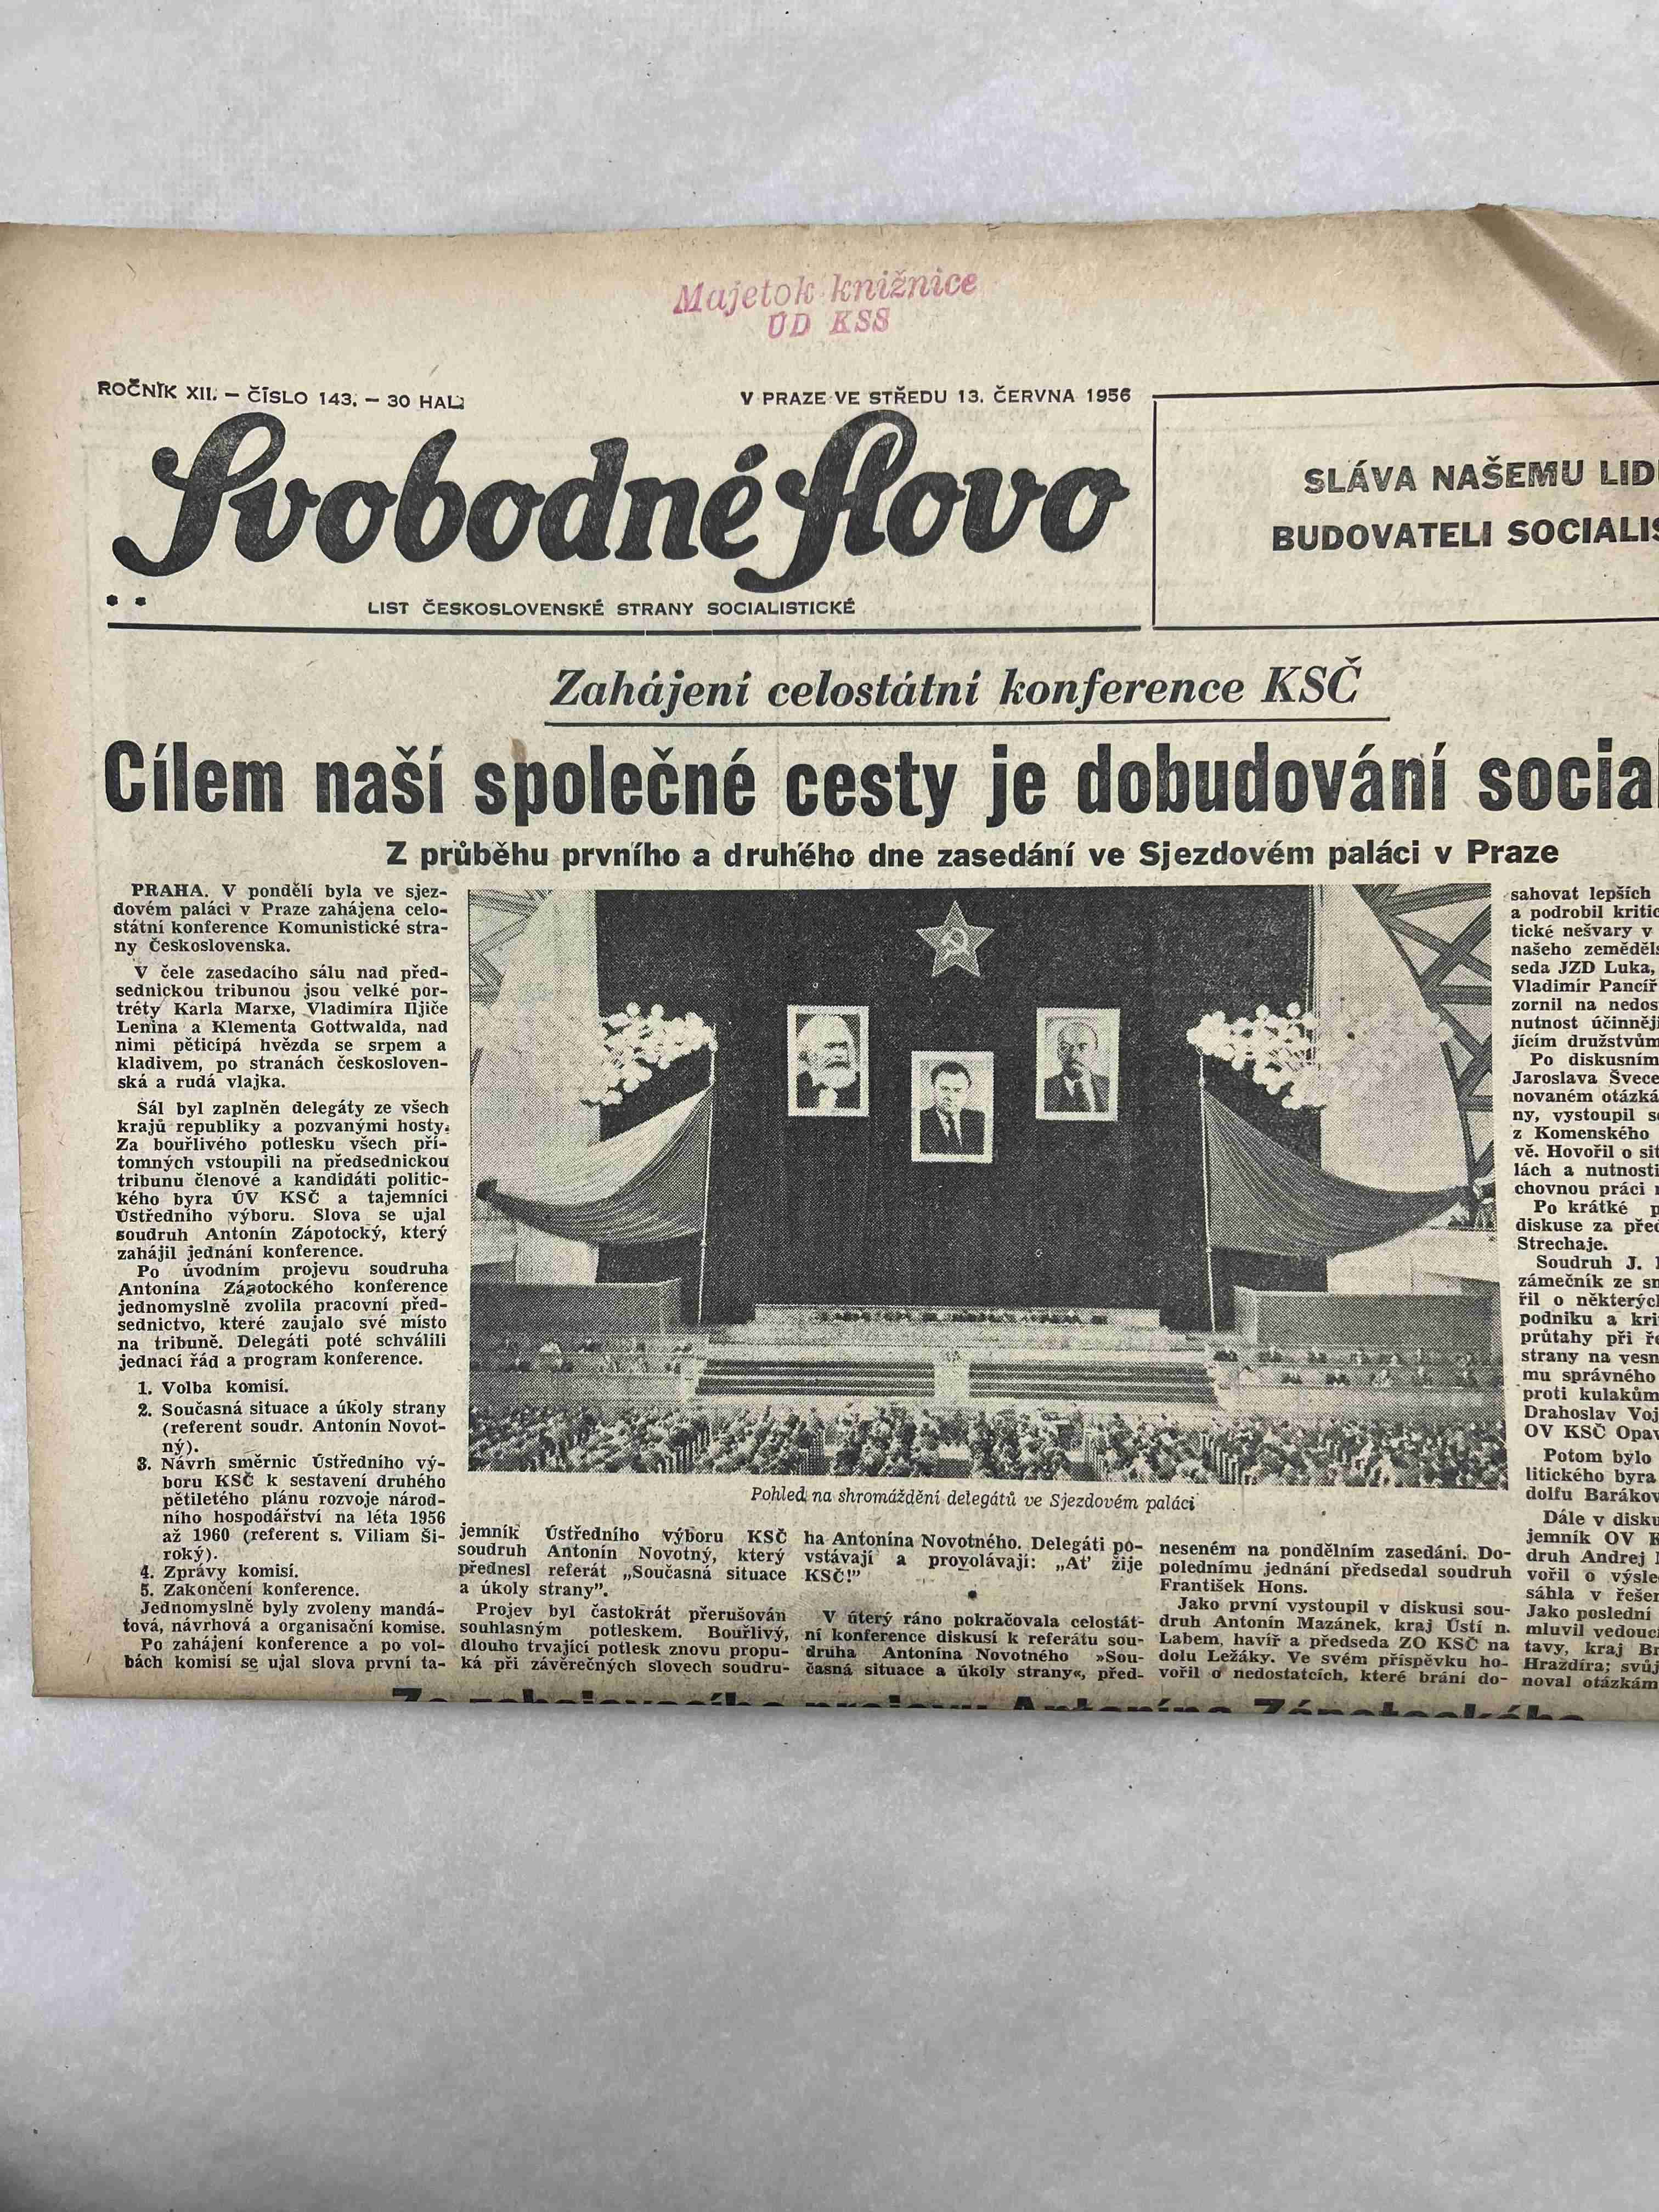 Majetok knižnice
ÚD KSS
ROČNÍK XII. — ČÍSLO 143. — 30 HAL
V PRAZE VE STŘEDU 13. ČERVNA 1956
Svobodné slovo
LIST ČESKOSLOVENSKÉ STRANY SOCIALISTICKÉ
SLÁVA NAŠEMU LID
BUDOVATELI SOCIALIS
Zahájení celostátní konference KSČ
Cílem naší společné cesty je dobudování social
Z průběhu prvního a druhého dne zasedání ve Sjezdovém paláci v Praze
PRAHA. V pondělí byla ve sjez-
dovém paláci v Praze zahájena celo-
státní konference Komunistické stra-
ny Československa.
V čele zasedacího sálu nad před-
sednickou tribunou jsou velké por-
tréty Karla Marxe, Vladimíra Iljiče
Lenina a Klementa Gottwalda, nad
nimi pěticípá hvězda se srpem a
kladivem, po stranách českosloven-
ská a rudá vlajka.
Sál byl zaplněn delegáty ze všech
krajů republiky a pozvanými hosty.
Za bouřlivého potlesku všech pří-
tomných vstoupili na předsednickou
tribunu členové a kandidáti politic-
kého byra ÚV KSČ a tajemníci
Ústředního výboru. Slova se ujal
soudruh Antonín Zápotocký, který
zahájil jednání konference.
Po úvodním projevu soudruha
Antonína Zápotockého konference
jednomyslně zvolila pracovní před-
sednictvo, které zaujalo své místo
na tribuně. Delegáti poté schválili
jednací řád a program konference.
1. Volba komisí.
2. Současná situace a úkoly strany
(referent soudr. Antonín Novot-
ný).
3. Návrh směrnic Ústředního vý-
boru KSČ k sestavení druhého
pětiletého plánu rozvoje národ-
ního hospodářství na léta 1956
až 1960 (referent s. Viliam Ši-
roký).
4. Zprávy komisí.
5. Zakončení konference.
Jednomyslně byly zvoleny mandá-
tová, návrhová a organisační komise.
Po zahájení konference a po vol-
bách komisí se ujal slova první ta-
Pohled na shromáždění delegátů ve Sjezdovém paláci
jemník Ústředního výboru KSČ
soudruh Antonín Novotný, který
přednesl referát „Současná situace
a úkoly strany".
Projev byl častokrát přerušován
souhlasným potleskem. Bouřlivý,
dlouho trvající potlesk znovu propu-
ká při závěrečných slovech soudru-
ha Antonína Novotného. Delegáti po-
vstávají a provolávají: „Ať žije
KSČ!"
V úterý ráno pokračovala celostát-
ní konference diskusí k referátu sou-
druha Antonína Novotného »Sou-
časná situace a úkoly strany«, před-
neseném na pondělním zasedání. Do-
polednímu jednání předsedal soudruh
František Hons.
Jako první vystoupil v diskusi sou-
druh Antonín Mazánek, kraj Ústí n.
Labem, havíř a předseda ZO KSČ na
dolu Ležáky. Ve svém příspěvku ho-
vořil o nedostatcích, které brání do-
sahovat lepších
a podrobil kritic
tické nešvary v
našeho zeměděls
seda JZD Luka,
Vladimír Pancíř
zornil na nedos
nutnost účinněji
jícím družstvům
Po diskusním
Jaroslava Švece
novaném otázká
ny, vystoupil s
z Komenského
vě. Hovořil o sit
lách a nutnosti
chovnou práci
Po krátké p
diskuse za před
Strechaje.
Soudruh J.
zámečník ze sm
řil o některých
podniku a kri
průtahy při ře
strany na vesn
mu správného
proti kulakům
Drahoslav Voj
OV KSČ Opav
Potom bylo
litického byra
dolfu Barákov
Dále v disku
jemník OV K
druh Andrej
vořil o výsle
sáhla v řešen
Jako poslední
mluvil vedouc
tavy, kraj Br
Hrazdíra; svůj
noval otázkám
Ze zahajovacího projevu Antonína Zápotockého